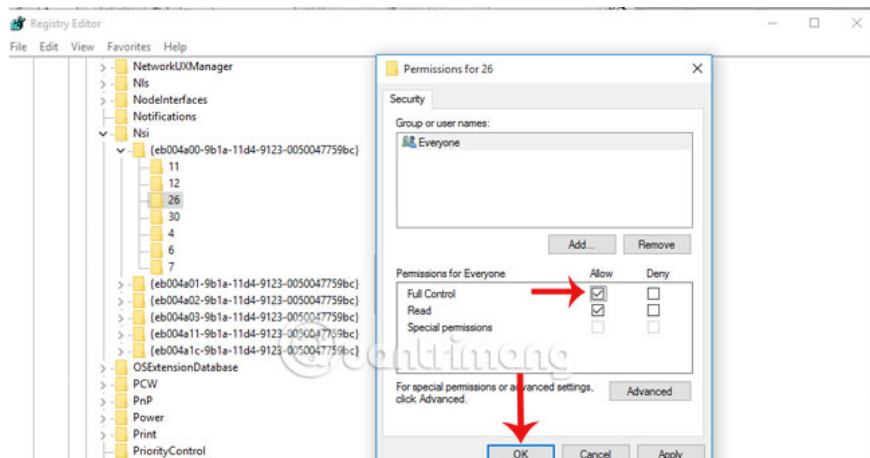 Registry Editor
File Edit View Favorites Help
NetworkUXManager
Nls
NodeInterfaces
Notifications
Nsi
{eb004a00-9b1a-11d4-9123-0050047759bc}
11
12
26
30
4
6
7
{eb004a01-9b1a-11d4-9123-0050047759bc}
{eb004a02-9b1a-11d4-9123-0050047759bc}
{eb004a03-9b1a-11d4-9123-0050047759bc}
{eb004a11-9b1a-11d4-9123-0050047759bc}
{eb004a1c-9b1a-11d4-9123-0050047759bc}
OSExtensionDatabase
PCW
PnP
Power
Print
PriorityControl
Permissions for 26
Security
Group or user names:
Everyone
Add... Remove
Permissions for Everyone Allow Deny
Full Control
Read
Special permissions
For special permissions or advanced settings,
click Advanced.
Advanced
OK Cancel Apply
@uantrimang